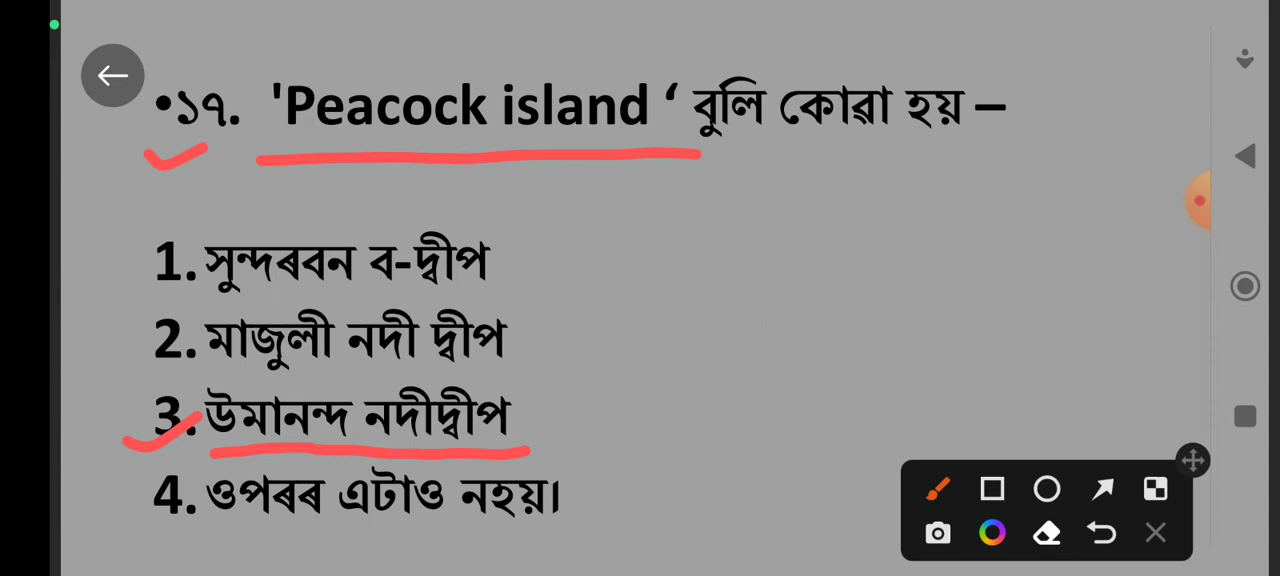 •১৭. 'Peacock island ‘ বুলি কোৱা হয় –
1. সুন্দৰবন ব-দ্বীপ
2. মাজুলী নদী দ্বীপ
3. উমানন্দ নদীদ্বীপ
4. ওপৰৰ এটাও নহয়।